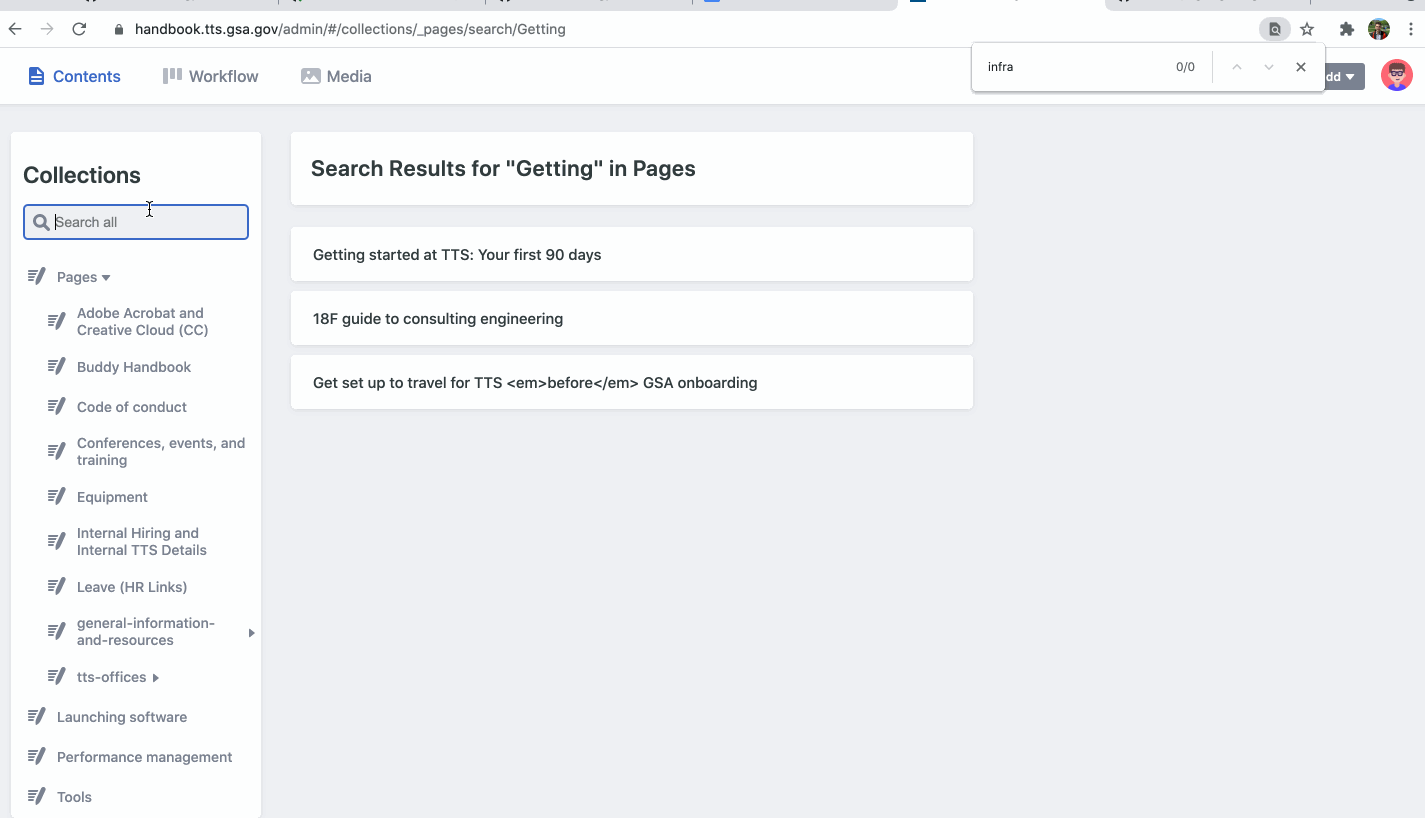 handbook.tts.gsa.gov/admin/#/collections/_pages/search/Getting
infra 0/0
Contents Workflow Media
dd
Collections
Search all
Pages
Adobe Acrobat and
Creative Cloud (CC)
Buddy Handbook
Code of conduct
Conferences, events, and
training
Equipment
Internal Hiring and
Internal TTS Details
Leave (HR Links)
general-information-
and-resources
tts-offices
Launching software
Performance management
Tools
Search Results for "Getting" in Pages
Getting started at TTS: Your first 90 days
18F guide to consulting engineering
Get set up to travel for TTS <em>before</em> GSA onboarding